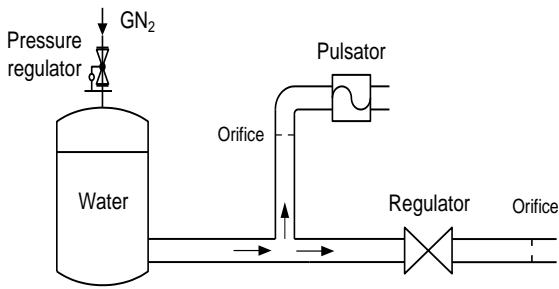 GN₂
Pressure
regulator
Pulsator
Orifice
Water
Regulator
Orifice